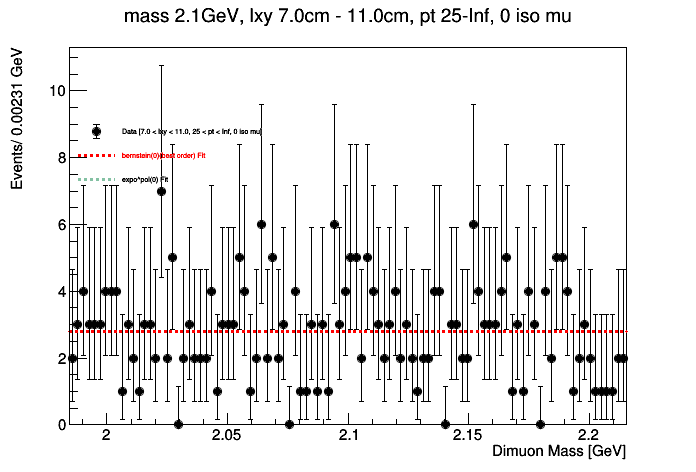 mass 2.1GeV, lxy 7.0cm - 11.0cm, pt 25-Inf, 0 iso mu
Events/ 0.00231 GeV
10
8
6
4
2
0
Data [7.0 < lxy < 11.0, 25 < pt < Inf, 0 iso mu]
bernstein(0)(best order) Fit
expo*pol(0) Fit
2
2.05
2.1
2.15
2.2
Dimuon Mass [GeV]